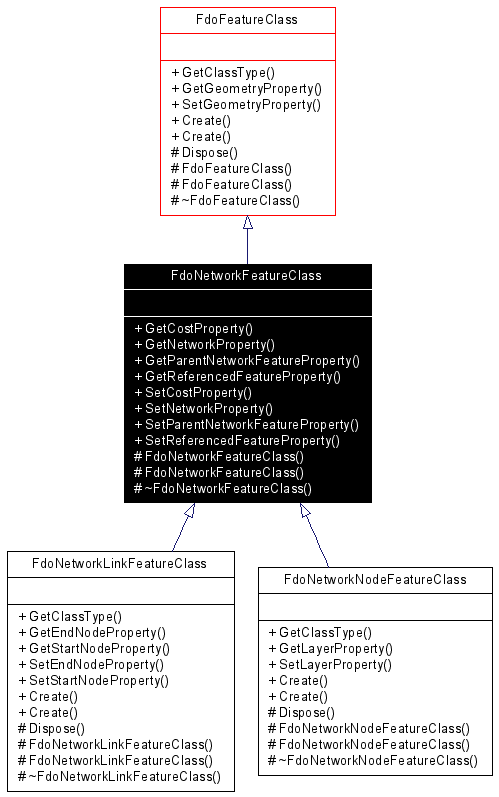 FdoFeatureClass
+ GetClassType()
+ GetGeometryProperty()
+ SetGeometryProperty()
+ Create()
+ Create()
# Dispose()
# FdoFeatureClass()
# FdoFeatureClass()
# ~FdoFeatureClass()
FdoNetworkFeatureClass
+ GetCostProperty()
+ GetNetworkProperty()
+ GetParentNetworkFeatureProperty()
+ GetReferencedFeatureProperty()
+ SetCostProperty()
+ SetNetworkProperty()
+ SetParentNetworkFeatureProperty()
+ SetReferencedFeatureProperty()
# FdoNetworkFeatureClass()
# FdoNetworkFeatureClass()
# ~FdoNetworkFeatureClass()
FdoNetworkLinkFeatureClass
+ GetClassType()
+ GetEndNodeProperty()
+ GetStartNodeProperty()
+ SetEndNodeProperty()
+ SetStartNodeProperty()
+ Create()
+ Create()
# Dispose()
# FdoNetworkLinkFeatureClass()
# FdoNetworkLinkFeatureClass()
# ~FdoNetworkLinkFeatureClass()
FdoNetworkNodeFeatureClass
+ GetClassType()
+ GetLayerProperty()
+ SetLayerProperty()
+ Create()
+ Create()
# Dispose()
# FdoNetworkNodeFeatureClass()
# FdoNetworkNodeFeatureClass()
# ~FdoNetworkNodeFeatureClass()